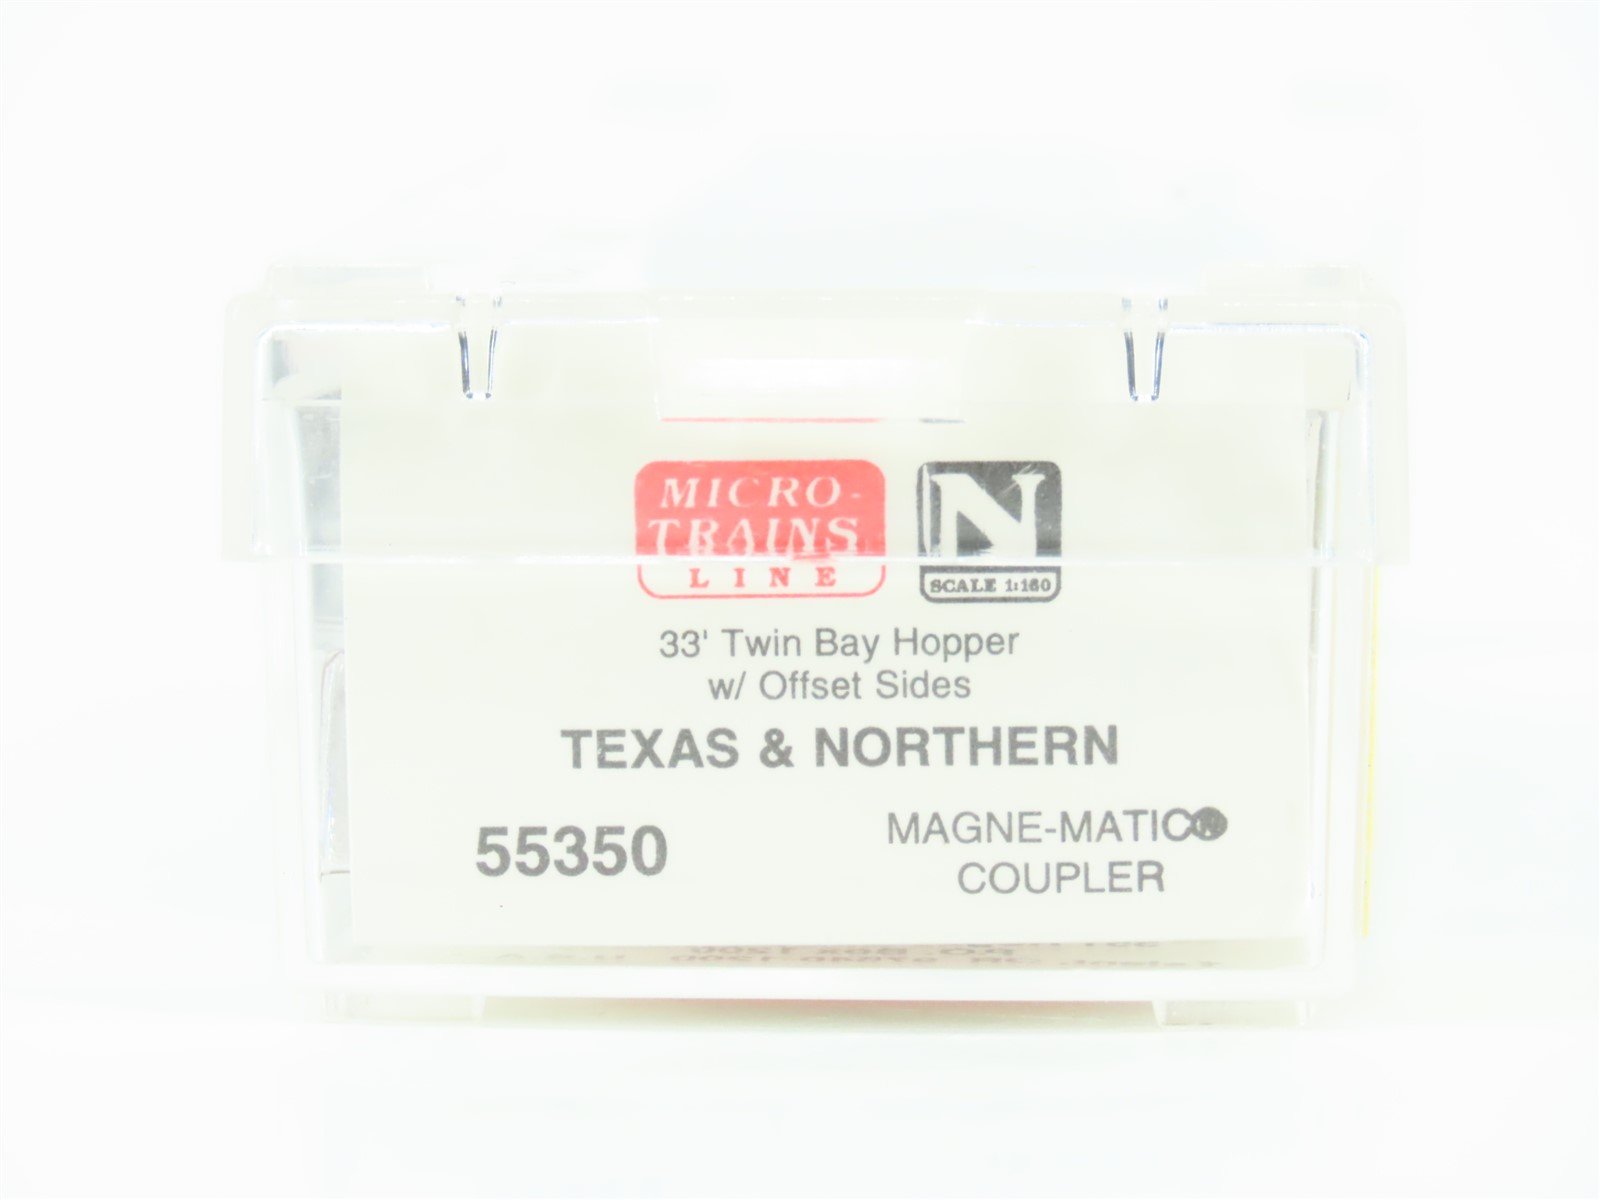 MICRO-
TRAINS
LINE
N
SCALE 1:160
33' Twin Bay Hopper
w/ Offset Sides
TEXAS & NORTHERN
55350
MAGNE-MATIC®
COUPLER